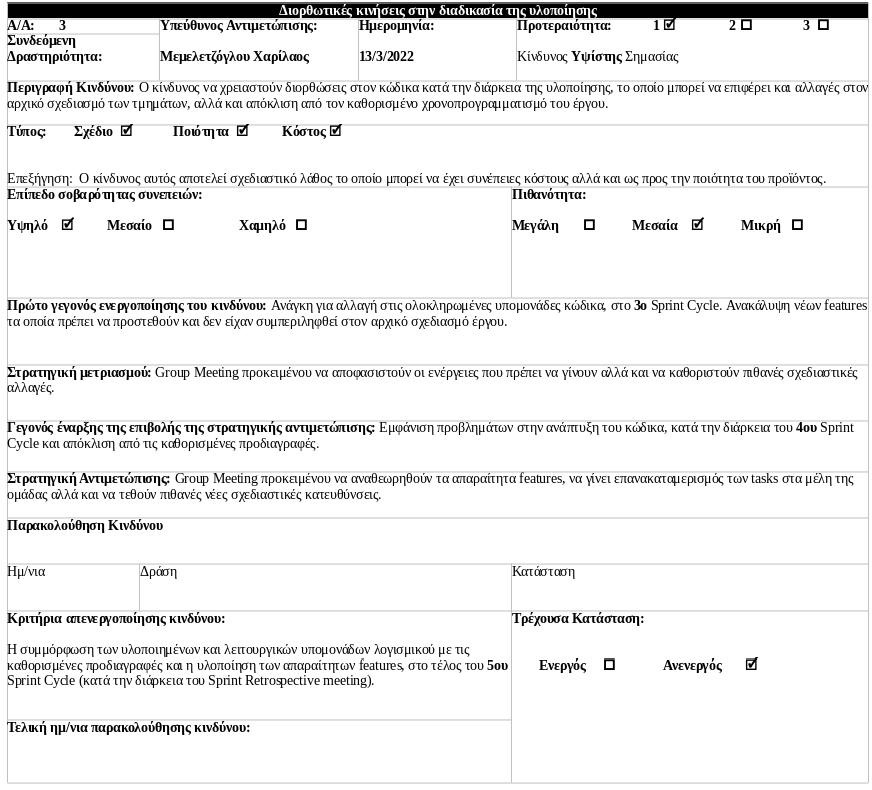 Διορθωτικές κινήσεις στην διαδικασία της υλοποίησης
Α/Α: 3 Υπεύθυνος Αντιμετώπισης: Ημερομηνία: Προτεραιότητα: 1 2 3
Συνδεόμενη
Δραστηριότητα: Μεμελετζόγλου Χαρίλαος 13/3/2022 Κίνδυνος Υψίστης Σημασίας
Περιγραφή Κινδύνου: Ο κίνδυνος να χρειαστούν διορθώσεις στον κώδικα κατά την διάρκεια της υλοποίησης, το οποίο μπορεί να επιφέρει και αλλαγές στον
αρχικό σχεδιασμό των τμημάτων, αλλά και απόκλιση από τον καθορισμένο χρονοπρογραμματισμό του έργου.
Τύπος: Σχέδιο Ποιότητα Κόστος
Επεξήγηση: Ο κίνδυνος αυτός αποτελεί σχεδιαστικό λάθος το οποίο μπορεί να έχει συνέπειες κόστους αλλά και ως προς την ποιότητα του προϊόντος.
Επίπεδο σοβαρότητας συνεπειών: Πιθανότητα:
Υψηλό Μεσαίο Χαμηλό Μεγάλη Μεσαία Μικρή
Πρώτο γεγονός ενεργοποίησης του κινδύνου: Ανάγκη για αλλαγή στις ολοκληρωμένες υπομονάδες κώδικα, στο 3ο Sprint Cycle. Ανακάλυψη νέων features
τα οποία πρέπει να προστεθούν και δεν είχαν συμπεριληφθεί στον αρχικό σχεδιασμό έργου.
Στρατηγική μετριασμού: Group Meeting προκειμένου να αποφασιστούν οι ενέργειες που πρέπει να γίνουν αλλά και να καθοριστούν πιθανές σχεδιαστικές
αλλαγές.
Γεγονός έναρξης της επιβολής της στρατηγικής αντιμετώπισης: Εμφάνιση προβλημάτων στην ανάπτυξη του κώδικα, κατά την διάρκεια του 4ου Sprint
Cycle και απόκλιση από τις καθορισμένες προδιαγραφές.
Στρατηγική Αντιμετώπισης: Group Meeting προκειμένου να αναθεωρηθούν τα απαραίτητα features, να γίνει επανακαταμερισμός των tasks στα μέλη της
ομάδας αλλά και να τεθούν πιθανές νέες σχεδιαστικές κατευθύνσεις.
Παρακολούθηση Κινδύνου
Ημ/νια Δράση Κατάσταση
Κριτήρια απενεργοποίησης κινδύνου: Τρέχουσα Κατάσταση:
Η συμμόρφωση των υλοποιημένων και λειτουργικών υπομονάδων λογισμικού με τις
καθορισμένες προδιαγραφές και η υλοποίηση των απαραίτητων features, στο τέλος του 5ου
Sprint Cycle (κατά την διάρκεια του Sprint Retrospective meeting).
Ενεργός Ανενεργός
Τελική ημ/νια παρακολούθησης κινδύνου: